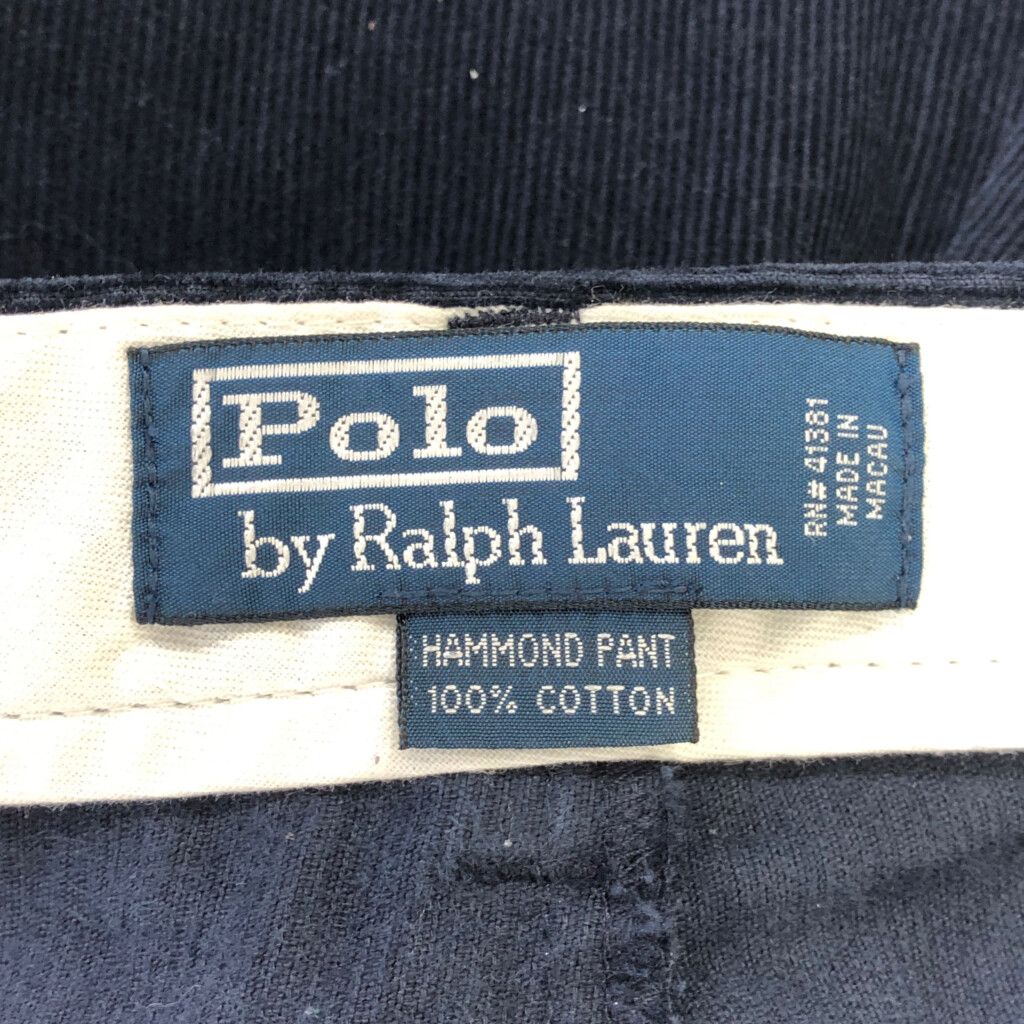 Polo
by Ralph Lauren
RN# 41381
MADE IN
MACAU
HAMMOND PANT
100% COTTON